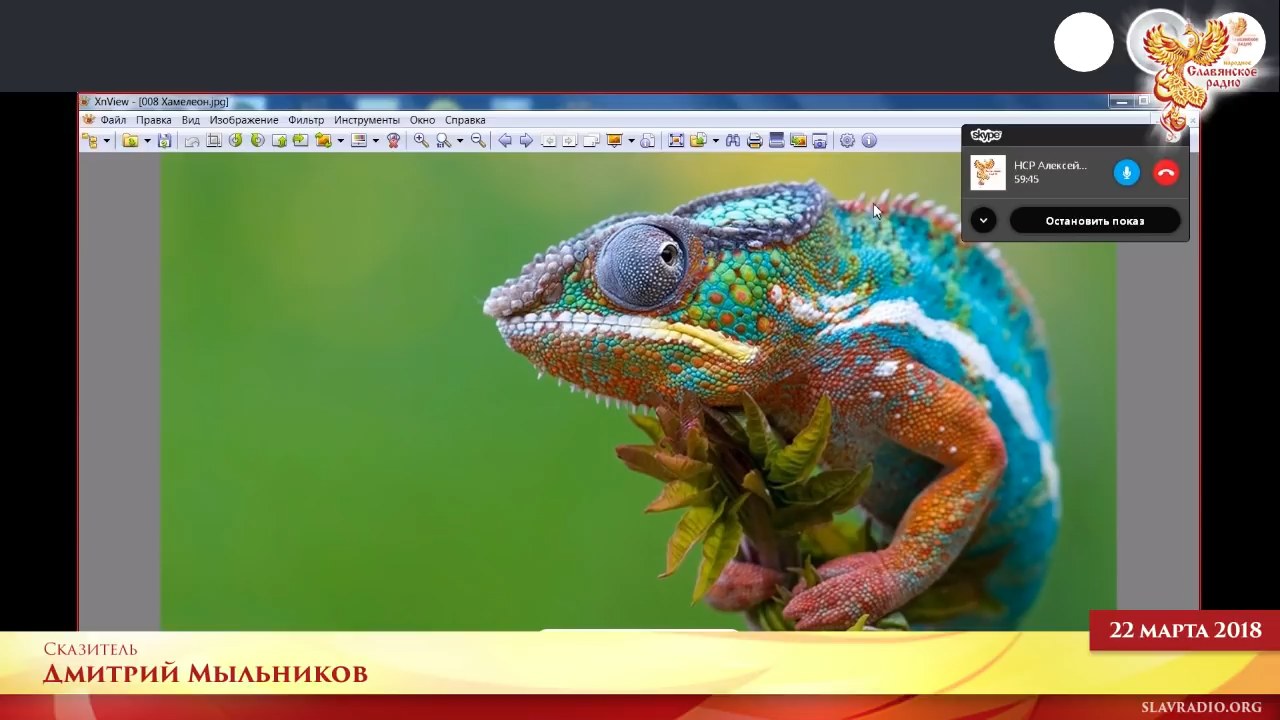 народное
Славянское
радио
XnView - [008 Хамелеон.jpg]
Файл Правка Вид Изображение Фильтр Инструменты Окно Справка
skype
НСР Алексей...
59:45
Остановить показ
22 марта 2018
Сказитель
Дмитрий Мыльников
slavradio.org